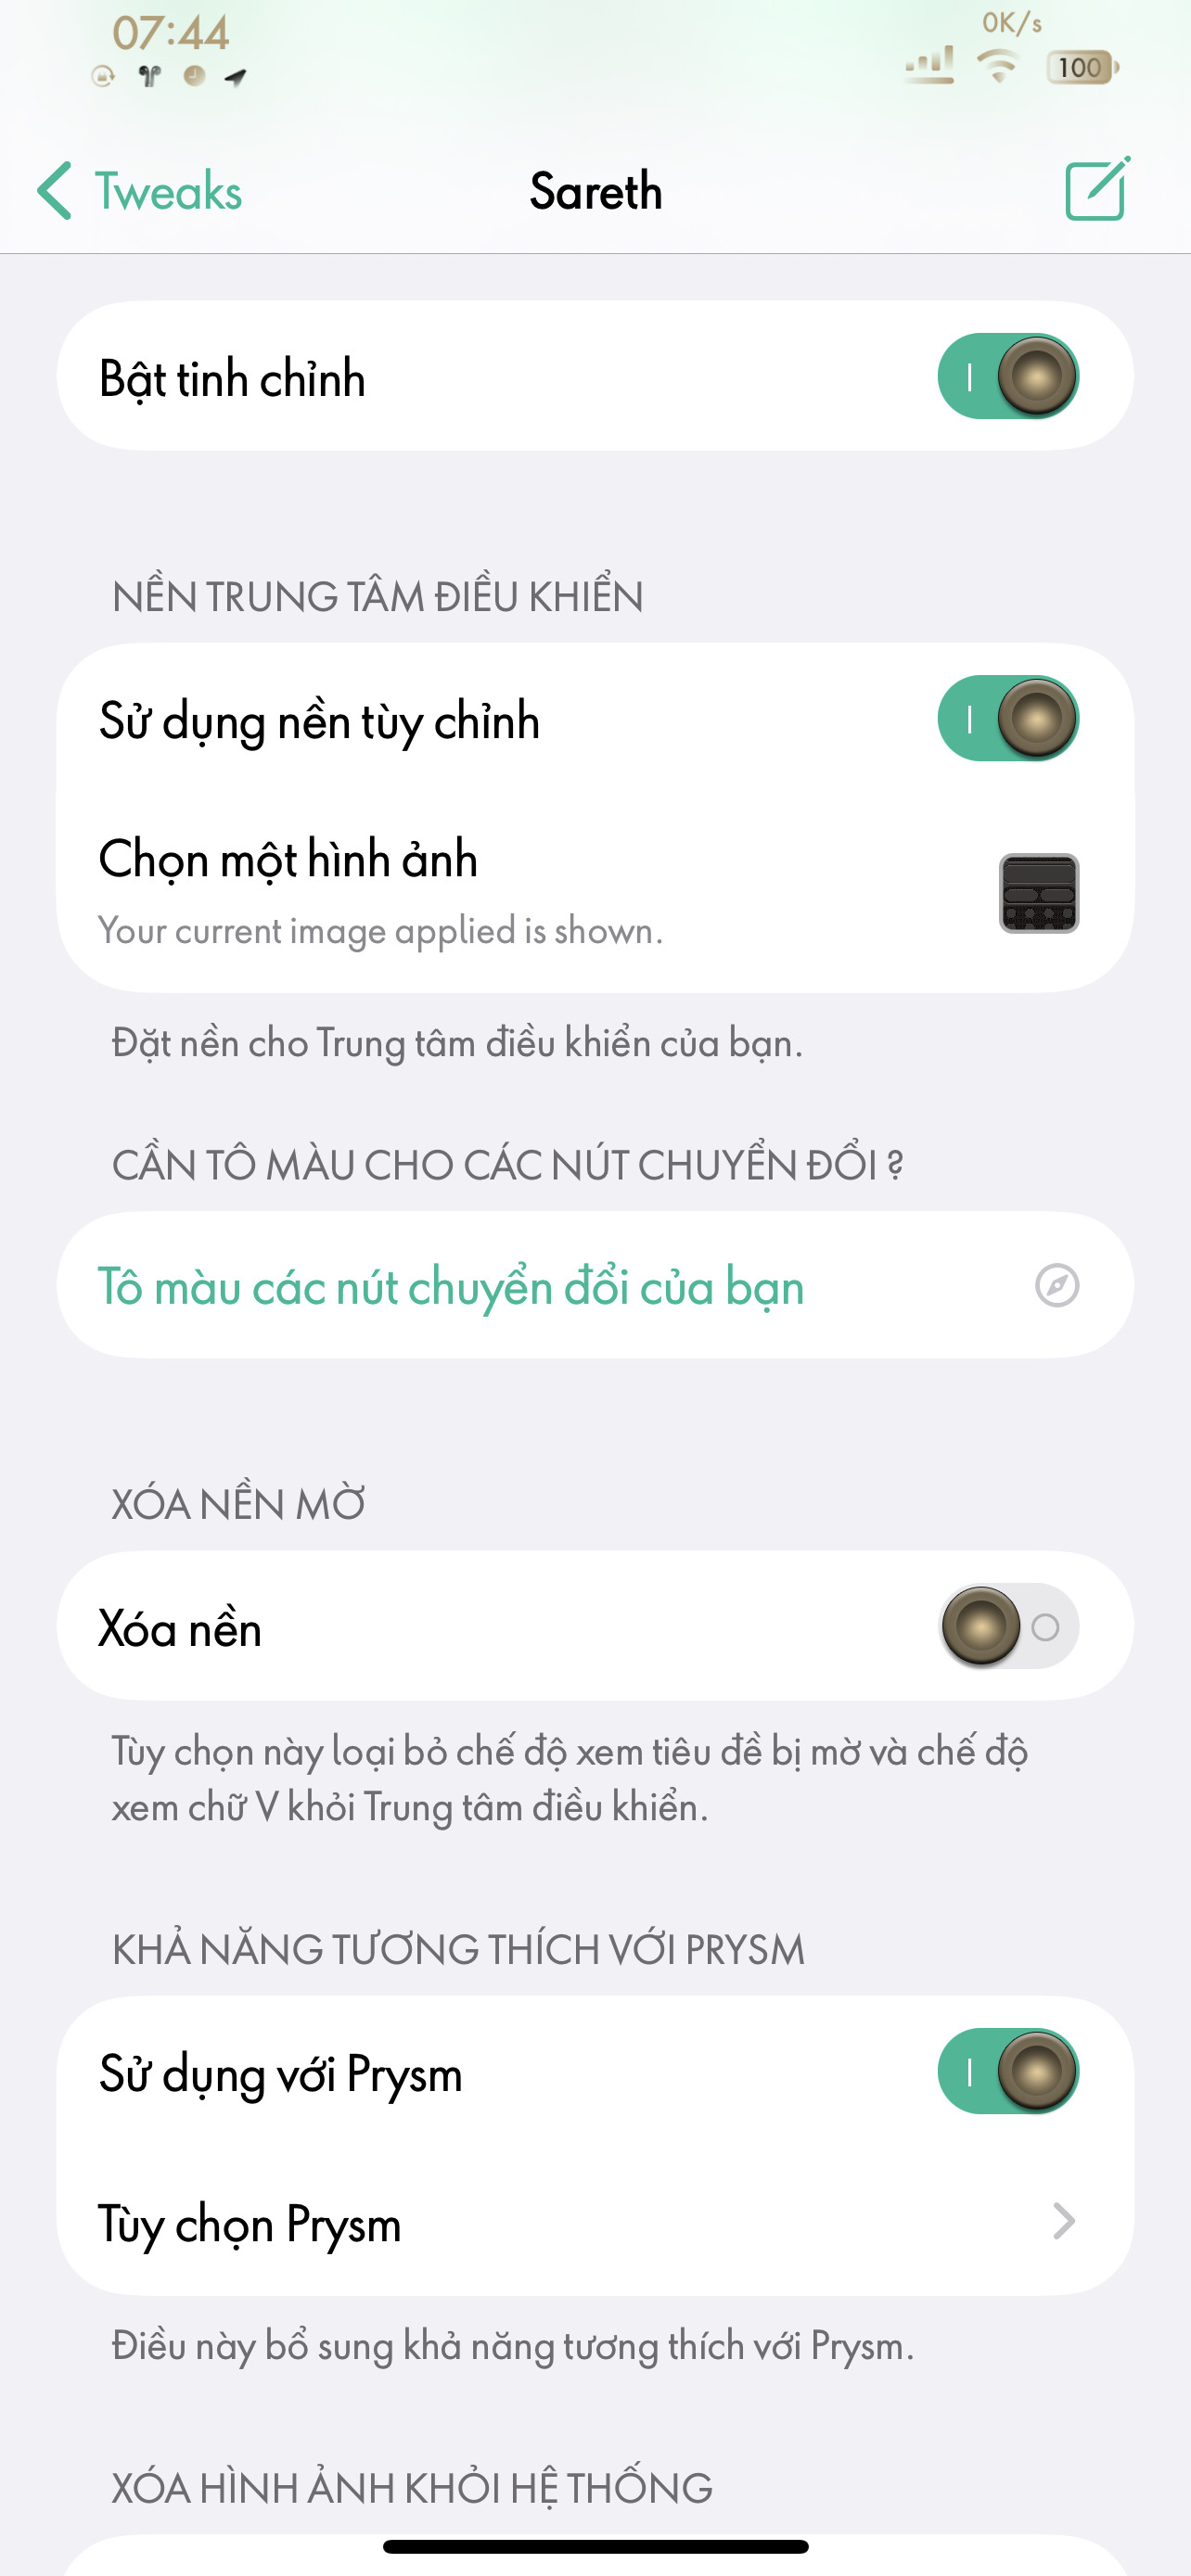 07:44
0K/s
100
Tweaks
Sareth
Bật tinh chỉnh
NỀN TRUNG TÂM ĐIỀU KHIỂN
Sử dụng nền tùy chỉnh
Chọn một hình ảnh
Your current image applied is shown.
Đặt nền cho Trung tâm điều khiển của bạn.
CẦN TÔ MÀU CHO CÁC NÚT CHUYỂN ĐỔI ?
Tô màu các nút chuyển đổi của bạn
XÓA NỀN MỜ
Xóa nền
Tùy chọn này loại bỏ chế độ xem tiêu đề bị mờ và chế độ
xem chữ V khỏi Trung tâm điều khiển.
KHẢ NĂNG TƯƠNG THÍCH VỚI PRYSM
Sử dụng với Prysm
Tùy chọn Prysm
Điều này bổ sung khả năng tương thích với Prysm.
XÓA HÌNH ẢNH KHỎI HỆ THỐNG